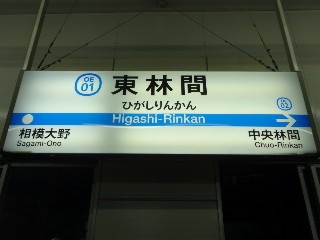 OE
01
東林間
ひがしりんかん
Higashi-Rinkan
相模大野
Sagami-Ono
中央林間
Chuo-Rinkan